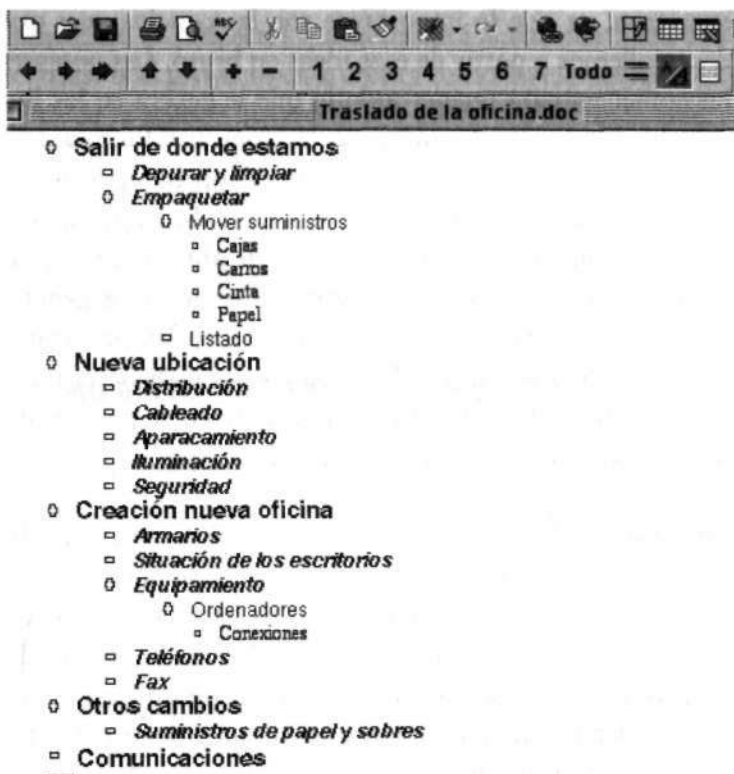 ABC
1 2 3 4 5 6 7 Todo
Traslado de la oficina.doc
Salir de donde estamos
Depurar y limpiar
Empaquetar
Mover suministros
Cajas
Carros
Cinta
Papel
Listado
Nueva ubicación
Distribución
Cableado
Aparacamiento
Iluminación
Seguridad
Creación nueva oficina
Armarios
Situación de los escritorios
Equipamiento
Ordenadores
Conexiones
Teléfonos
Fax
Otros cambios
Suministros de papel y sobres
Comunicaciones